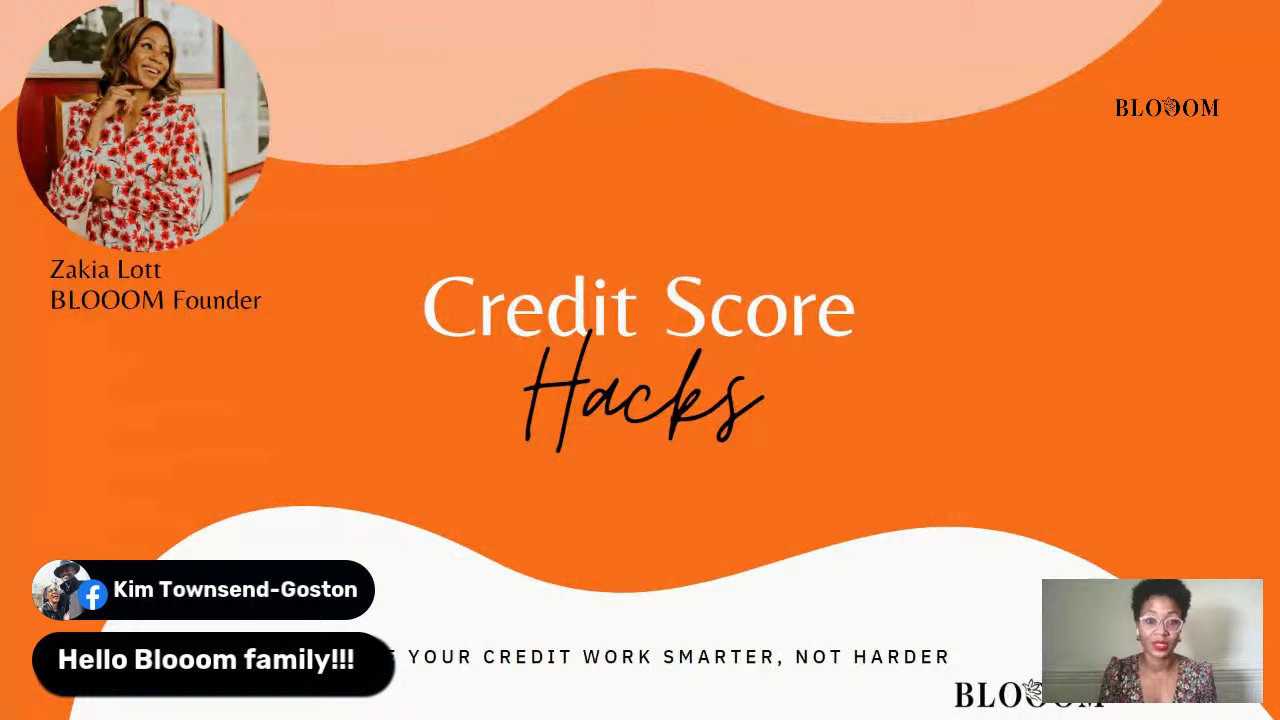 BLOOOM
Zakia Lott
BLOOOM Founder
Credit Score
Hacks
Kim Townsend-Goston
Hello Blooom family!!!
YOUR CREDIT WORK SMARTER, NOT HARDER
BLOOOM